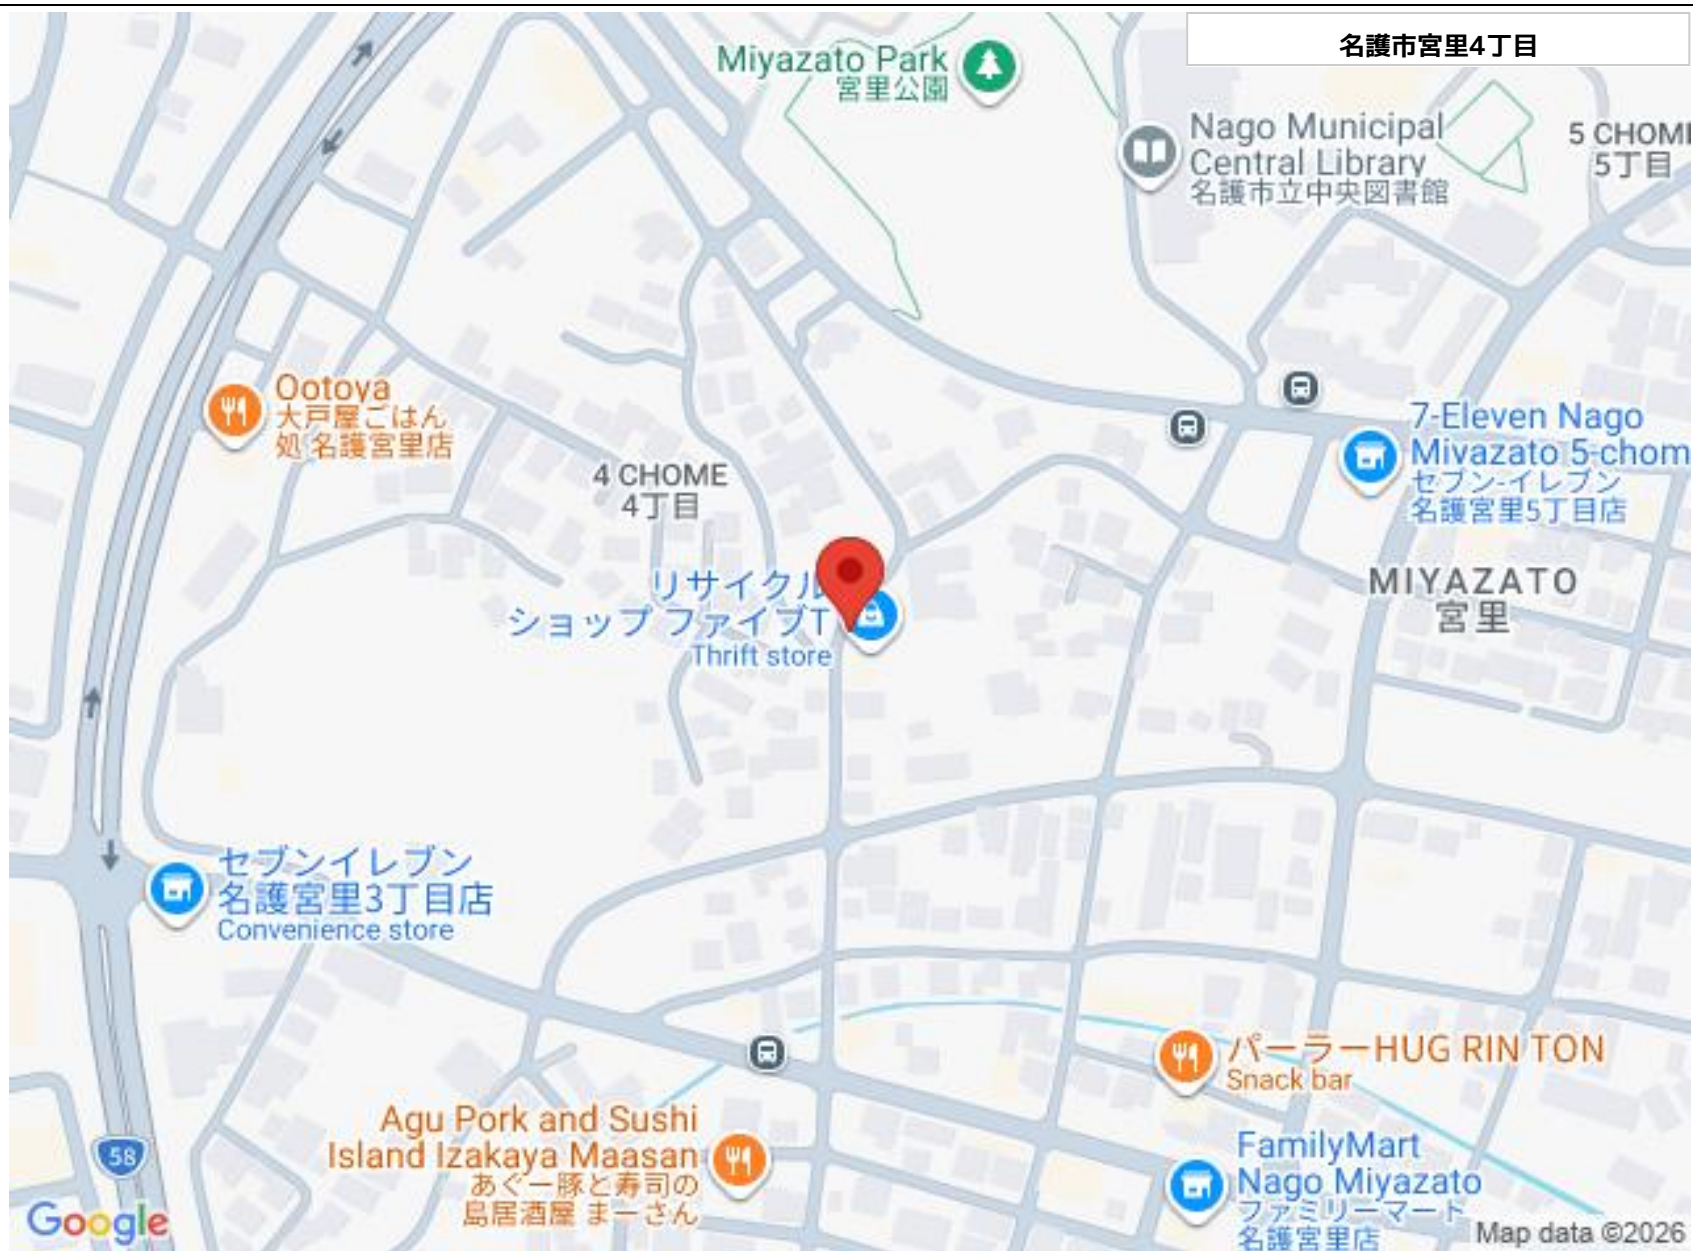 名護市宮里4丁目
Miyazato Park
宮里公園
Nago Municipal
Central Library
名護市立中央図書館
5 CHOME
5丁目
Ootoya
大戸屋ごはん
処 名護宮里店
4 CHOME
4丁目
7-Eleven Nago
Miyazato 5-chom
セブン-イレブン
名護宮里5丁目店
リサイクル
ショップ ファイブT
Thrift store
MIYAZATO
宮里
セブンイレブン
名護宮里3丁目店
Convenience store
パーラーHUG RIN TON
Snack bar
Agu Pork and Sushi
Island Izakaya Maasan
あぐー豚と寿司の
島居酒屋 まーさん
58
FamilyMart
Nago Miyazato
ファミリーマート
名護宮里店
Google
Map data ©2026